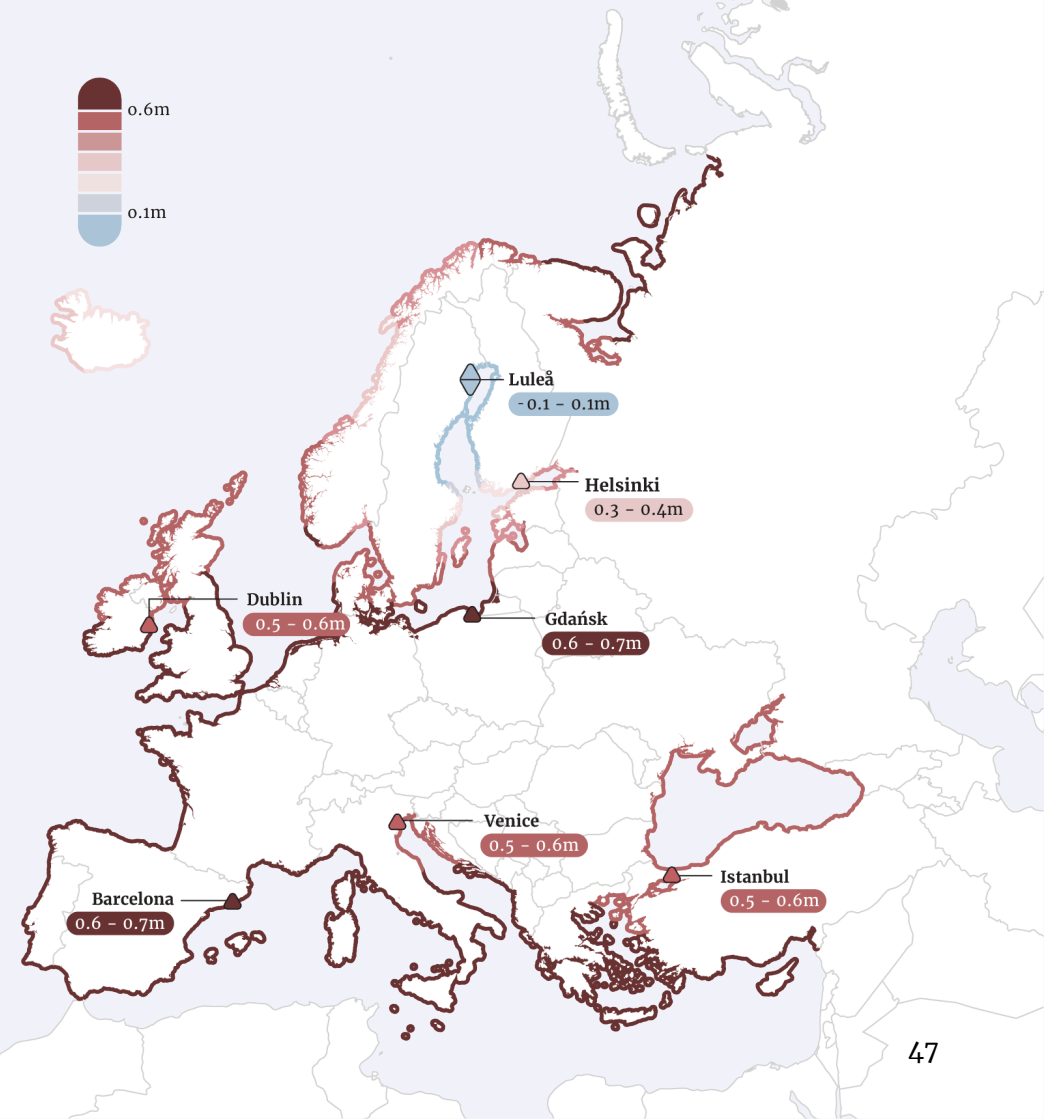 0.6m
0.1m
Luleå
-0.1 – 0.1m
Helsinki
0.3 – 0.4m
Dublin
0.5 – 0.6m
Gdańsk
0.6 – 0.7m
Venice
0.5 – 0.6m
Istanbul
0.5 – 0.6m
Barcelona
0.6 – 0.7m
47